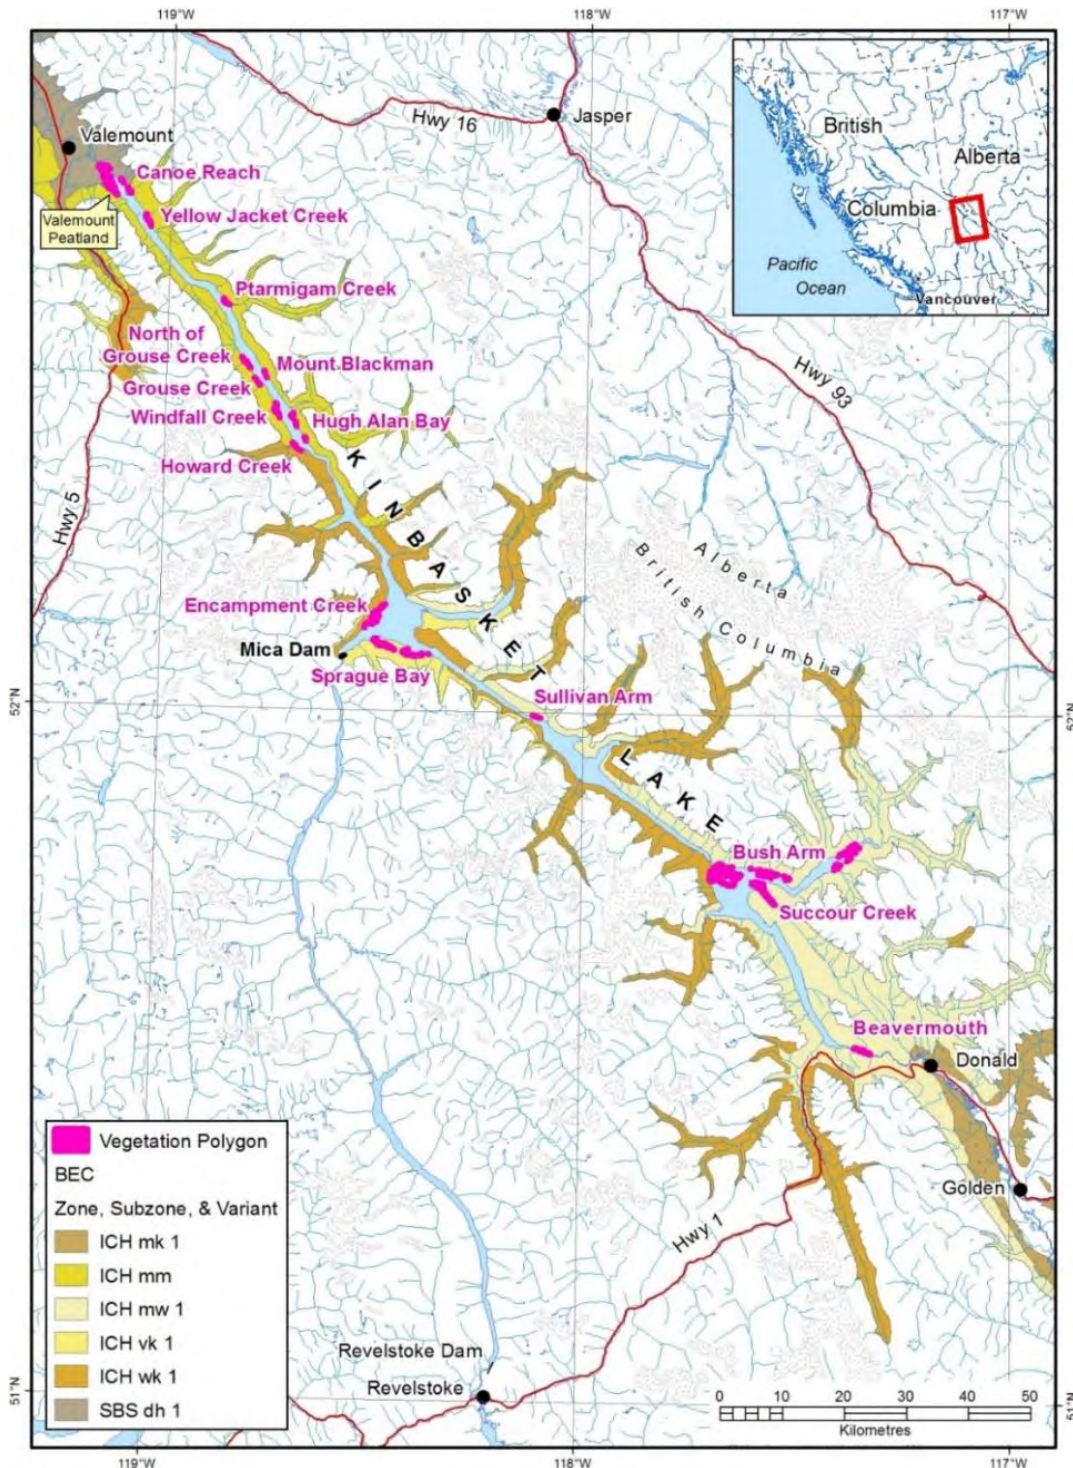 119°W
118°W
117°W
Valemount
Canoe Reach
Valemount
Peatland
Yellow Jacket Creek
Hwy 16
Jasper
British
Columbia
Alberta
Pacific
Ocean
Vancouver
Ptarmigam Creek
North of
Grouse Creek
Mount Blackman
Grouse Creek
Windfall Creek
Hugh Alan Bay
Howard Creek
Hwy 93
Hwy 5
KINBASKET
LAKE
Alberta
British Columbia
Encampment Creek
Mica Dam
Sprague Bay
52°N
52°N
Sullivan Arm
Bush Arm
Succour Creek
Beavermouth
Donald
Golden
Hwy 1
Vegetation Polygon
BEC
Zone, Subzone, & Variant
ICH mk 1
ICH mm
ICH mw 1
ICH vk 1
ICH wk 1
SBS dh 1
Revelstoke Dam
Revelstoke
51°N
51°N
0 10 20 30 40 50
Kilometres
119°W
118°W
117°W